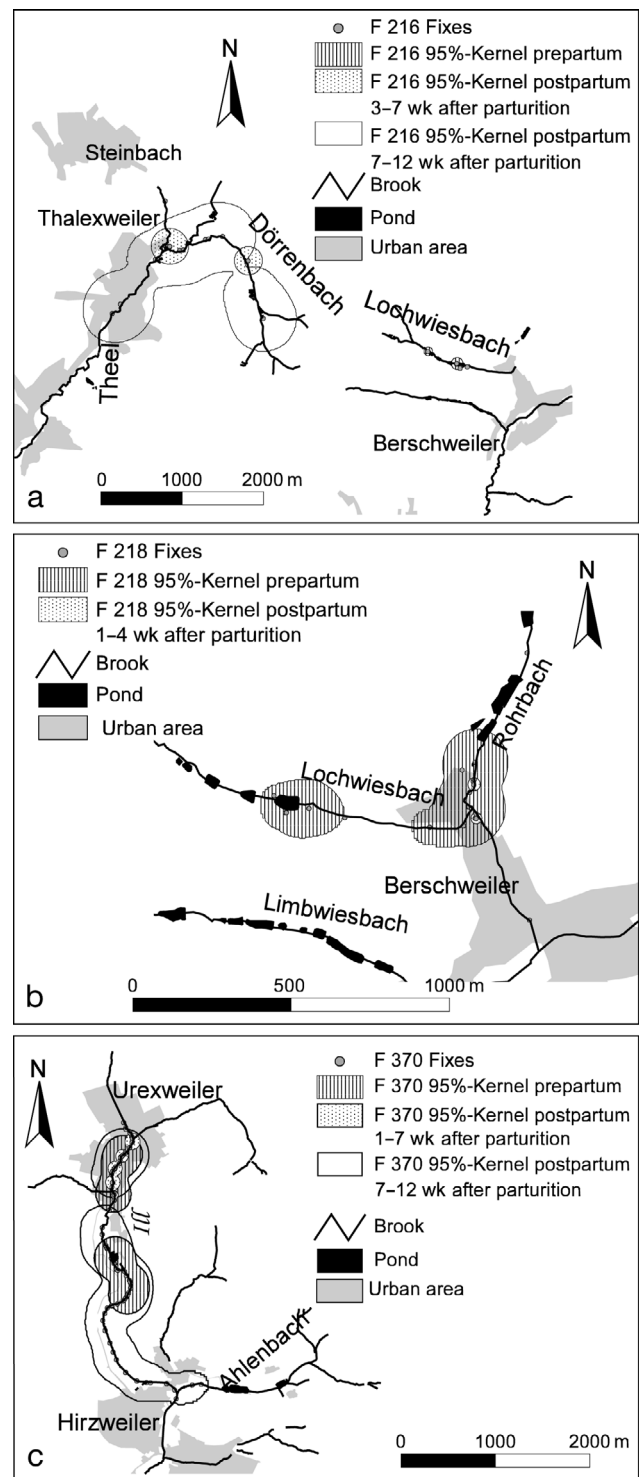 F 216 Fixes
F 216 95%-Kernel prepartum
F 216 95%-Kernel postpartum
3–7 wk after parturition
F 216 95%-Kernel postpartum
7–12 wk after parturition
Brook
Pond
Urban area
N
Steinbach
Thalexweiler
Dörrenbach
Theel
Lochwiesbach
Berschweiler
0 1000 2000 m
a
F 218 Fixes
F 218 95%-Kernel prepartum
F 218 95%-Kernel postpartum
1–4 wk after parturition
Brook
Pond
Urban area
N
Rohrbach
Lochwiesbach
Berschweiler
Limbwiesbach
0 500 1000 m
b
N
Urexweiler
F 370 Fixes
F 370 95%-Kernel prepartum
F 370 95%-Kernel postpartum
1–7 wk after parturition
F 370 95%-Kernel postpartum
7–12 wk after parturition
Brook
Pond
Urban area
Ill
Ahlenbach
Hirzweiler
0 1000 2000 m
c